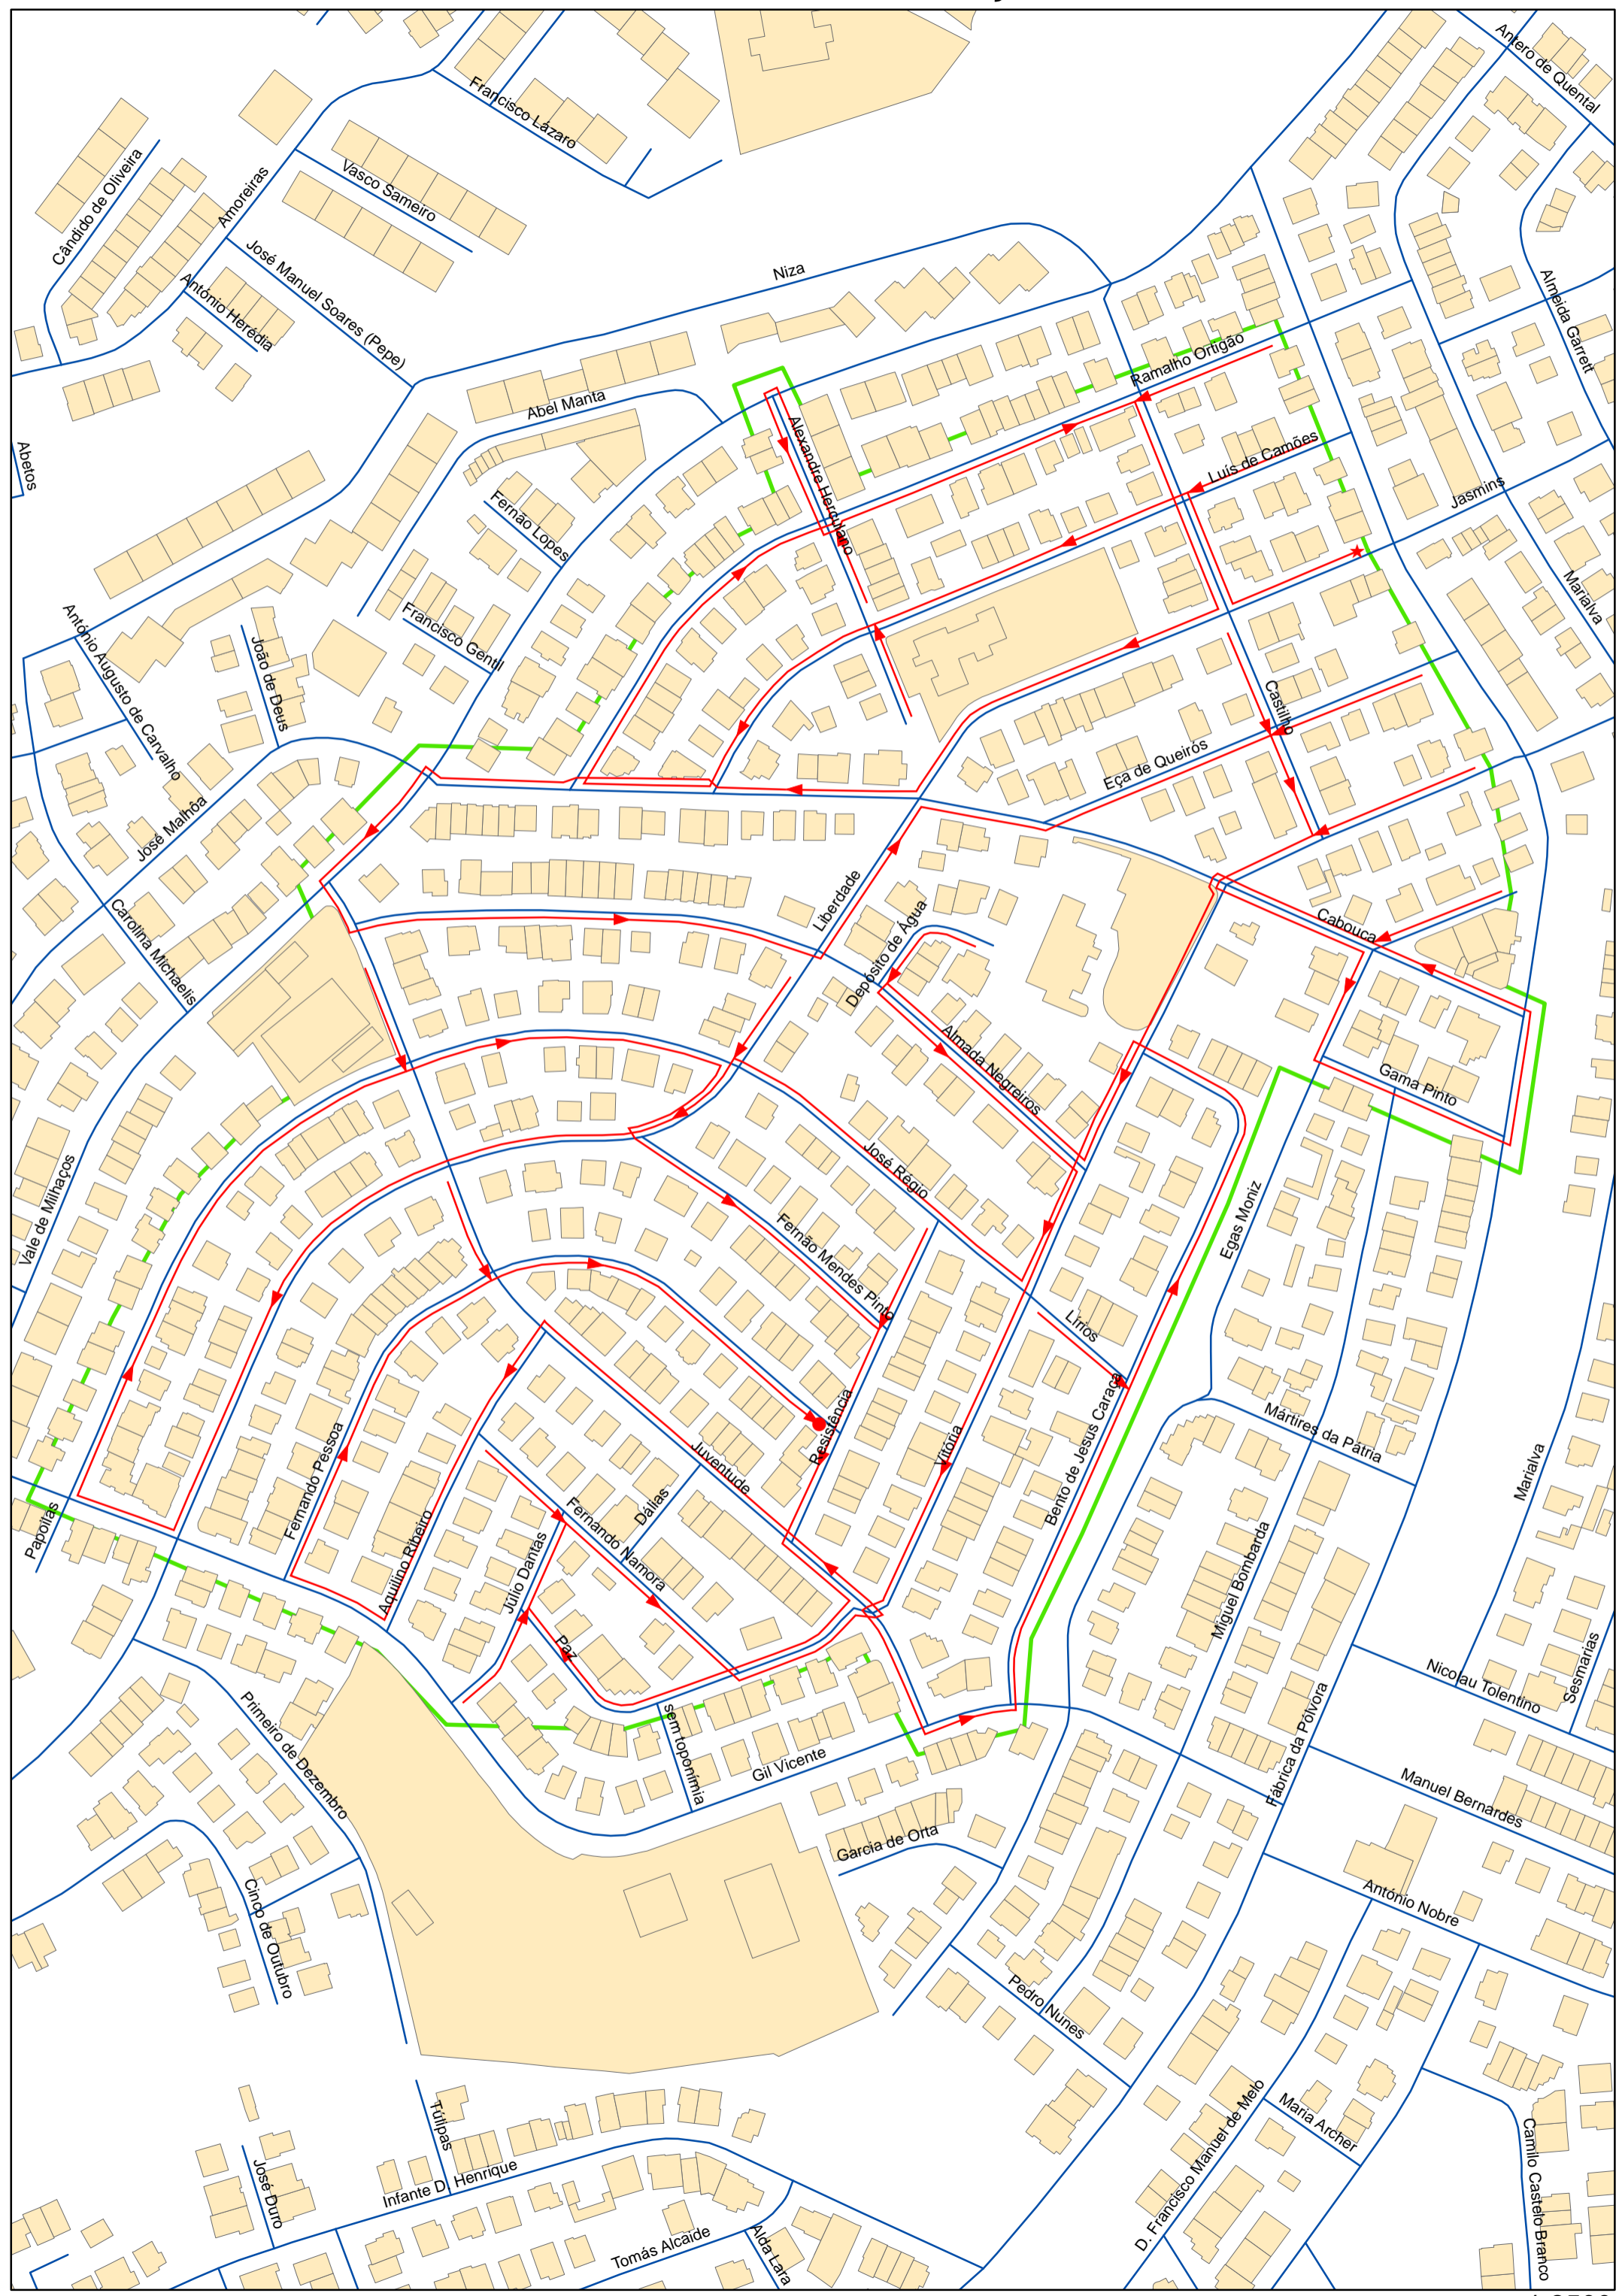 Antero de Quental
Francisco Lázaro
Cândido de Oliveira
Vasco Sameiro
Amoreiras
José Manuel Soares (Pepe)
António Herédia
Niza
Almeida Garrett
Ramalho Ortigão
Abel Manta
Alexandre Herculano
Luís de Camões
Abetos
Jasmins
Fernão Lopes
Marialva
Francisco Gentil
António Augusto de Carvalho
João de Deus
Castilho
Eça de Queirós
José Malhôa
Liberdade
Carolina Michaelis
Depósito de Água
Cabouca
Almada Negreiros
Gama Pinto
Vale de Milhaços
José Régio
Egas Moniz
Fernão Mendes Pinto
Lírios
Bento de Jesus Caraça
Mártires da Pátria
Resistência
Vitória
Fernando Pessoa
Juventude
Marialva
Papoilas
Aquilino Ribeiro
Dálias
Fernando Namora
Júlio Dantas
Miguel Bombarda
Paz
Nicolau Tolentino
Sesmarias
Primeiro de Dezembro
sem toponímia
Gil Vicente
Fábrica da Pólvora
Manuel Bernardes
Garcia de Orta
António Nobre
Cinco de Outubro
Pedro Nunes
Túlipas
Maria Archer
D. Francisco Manuel de Melo
Camilo Castelo Branco
José Duro
Infante D. Henrique
Tomás Alcaide
Alda Lara